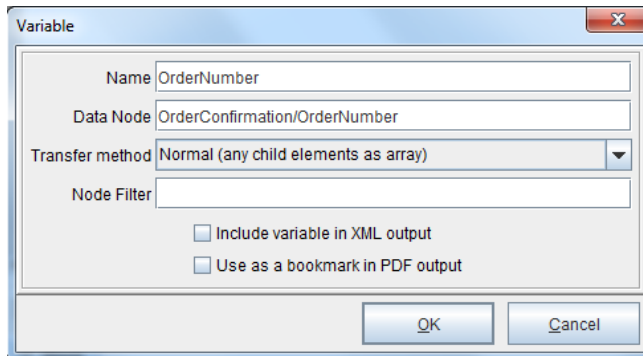 Variable
Name OrderNumber
Data Node OrderConfirmation/OrderNumber
Transfer method Normal (any child elements as array)
Node Filter
Include variable in XML output
Use as a bookmark in PDF output
OK Cancel